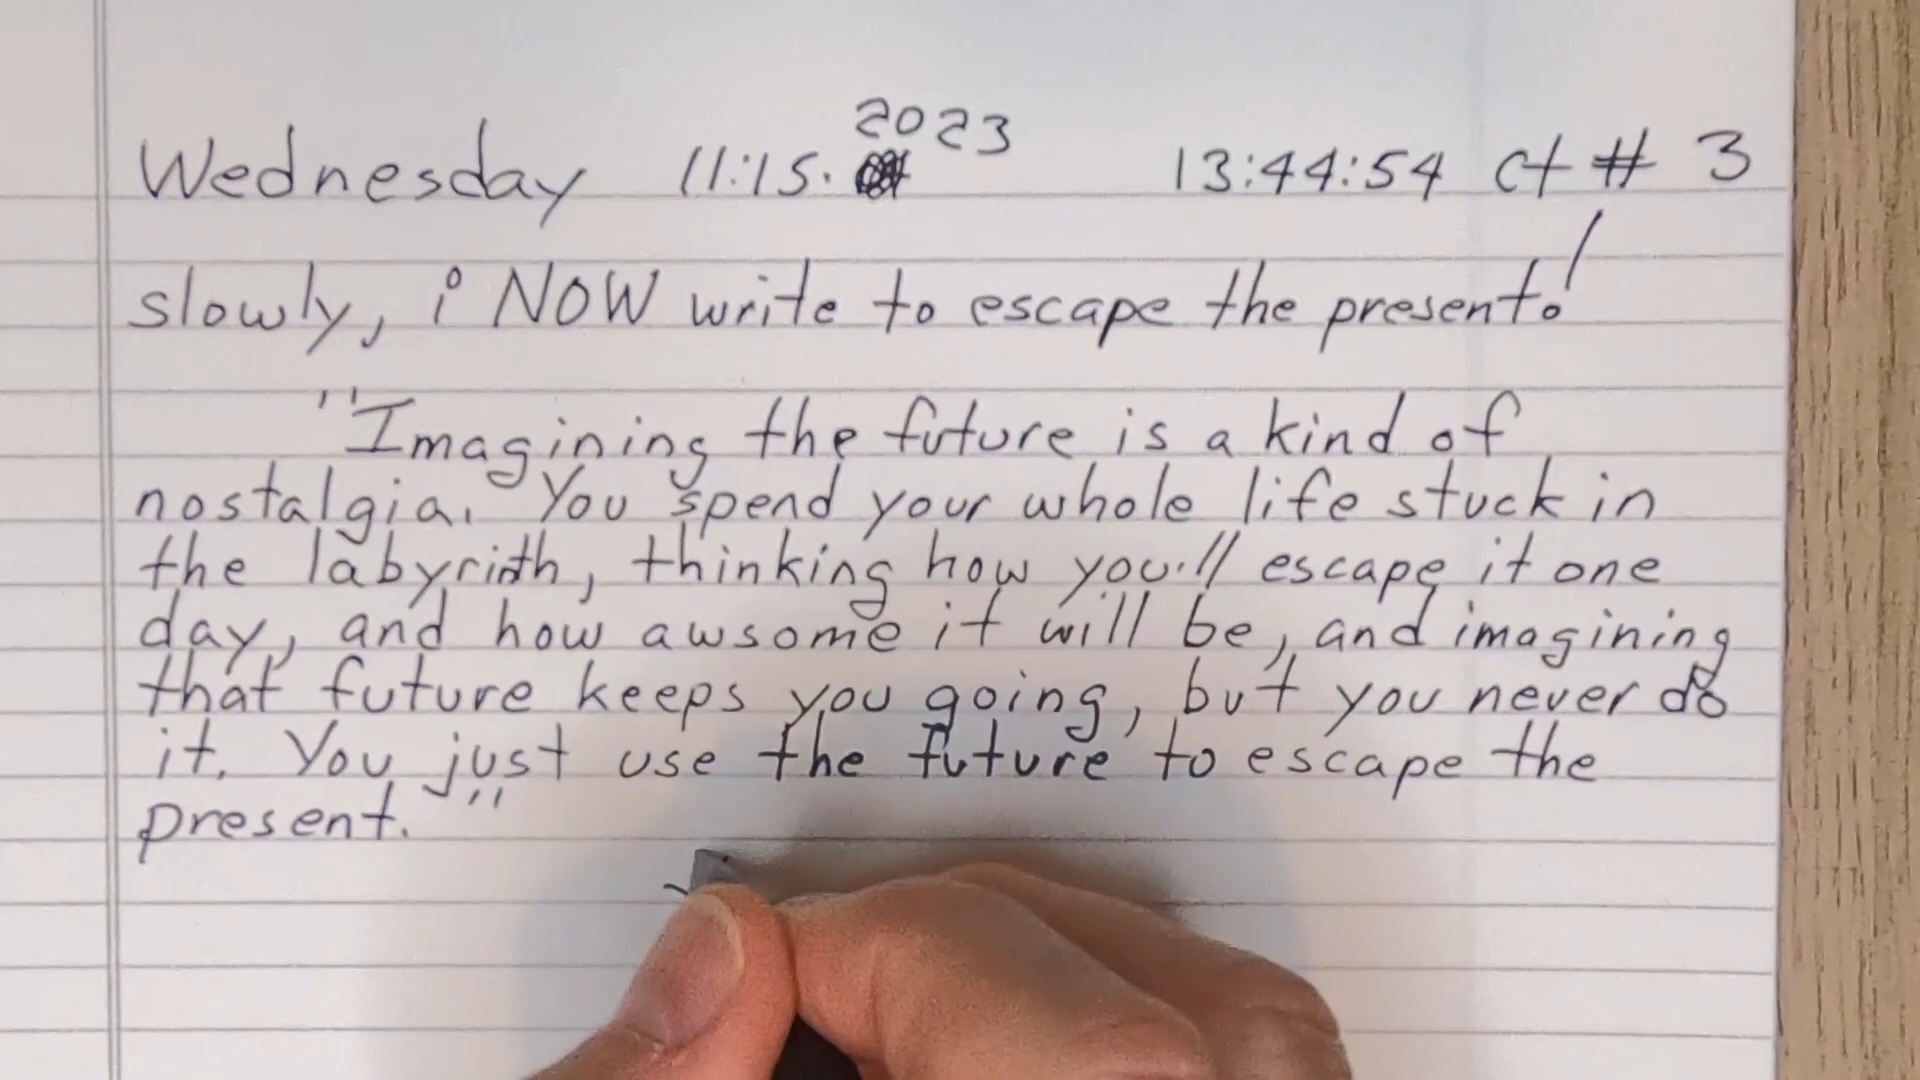 2023
Wednesday 11:15. 13:44:54 ct # 3
slowly, i NOW write to escape the present!
"Imagining the future is a kind of
nostalgia. You spend your whole life stuck in
the labyrinth, thinking how you'll escape it one
day, and how awsome it will be, and imagining
that future keeps you going, but you never do
it. You just use the future to escape the
present."